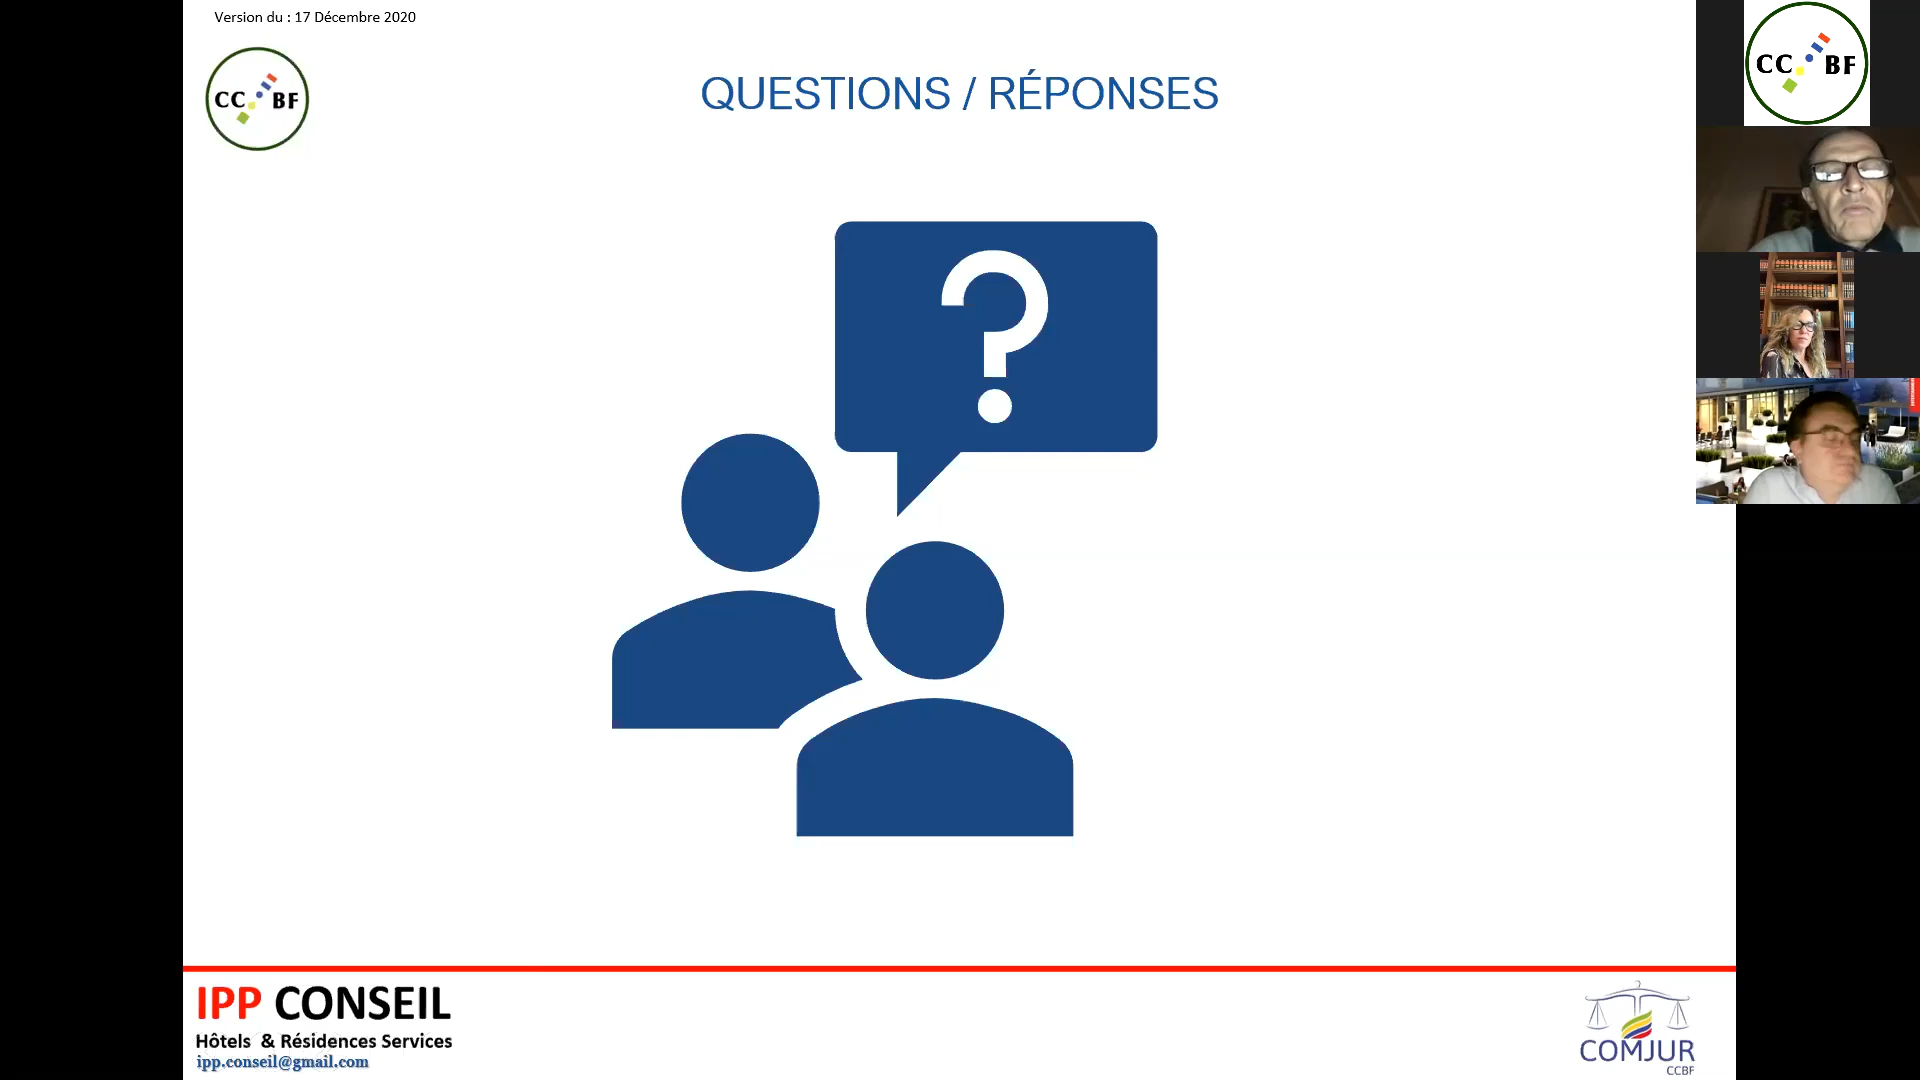 Version du : 17 Décembre 2020
CC BF
QUESTIONS / RÉPONSES
?
CC BF
IPP CONSEIL
Hôtels & Résidences Services
ipp.conseil@gmail.com
COMJUR
CCBF